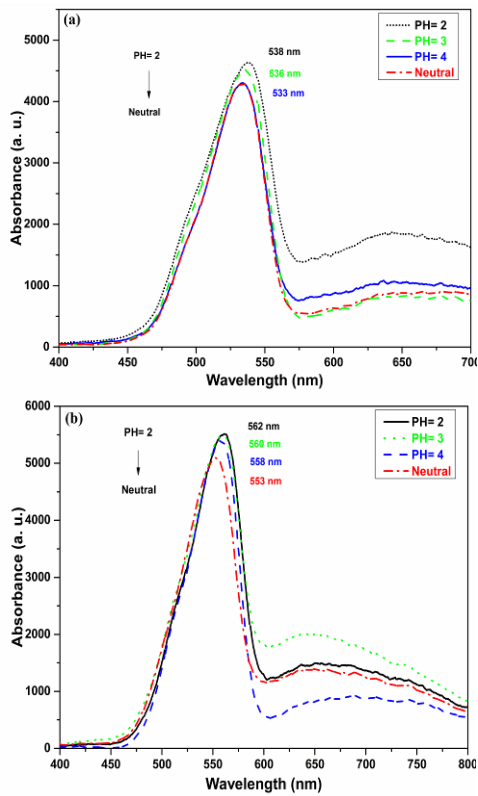 (a)
PH= 2
Neutral
538 nm
536 nm
533 nm
PH= 2
PH= 3
PH= 4
Neutral
Absorbance (a. u.)
5000
4000
3000
2000
1000
0
400 450 500 550 600 650 700
Wavelength (nm)
(b)
PH= 2
Neutral
562 nm
560 nm
558 nm
553 nm
PH= 2
PH= 3
PH= 4
Neutral
Absorbance (a. u.)
6000
5000
4000
3000
2000
1000
0
400 450 500 550 600 650 700 750 800
Wavelength (nm)